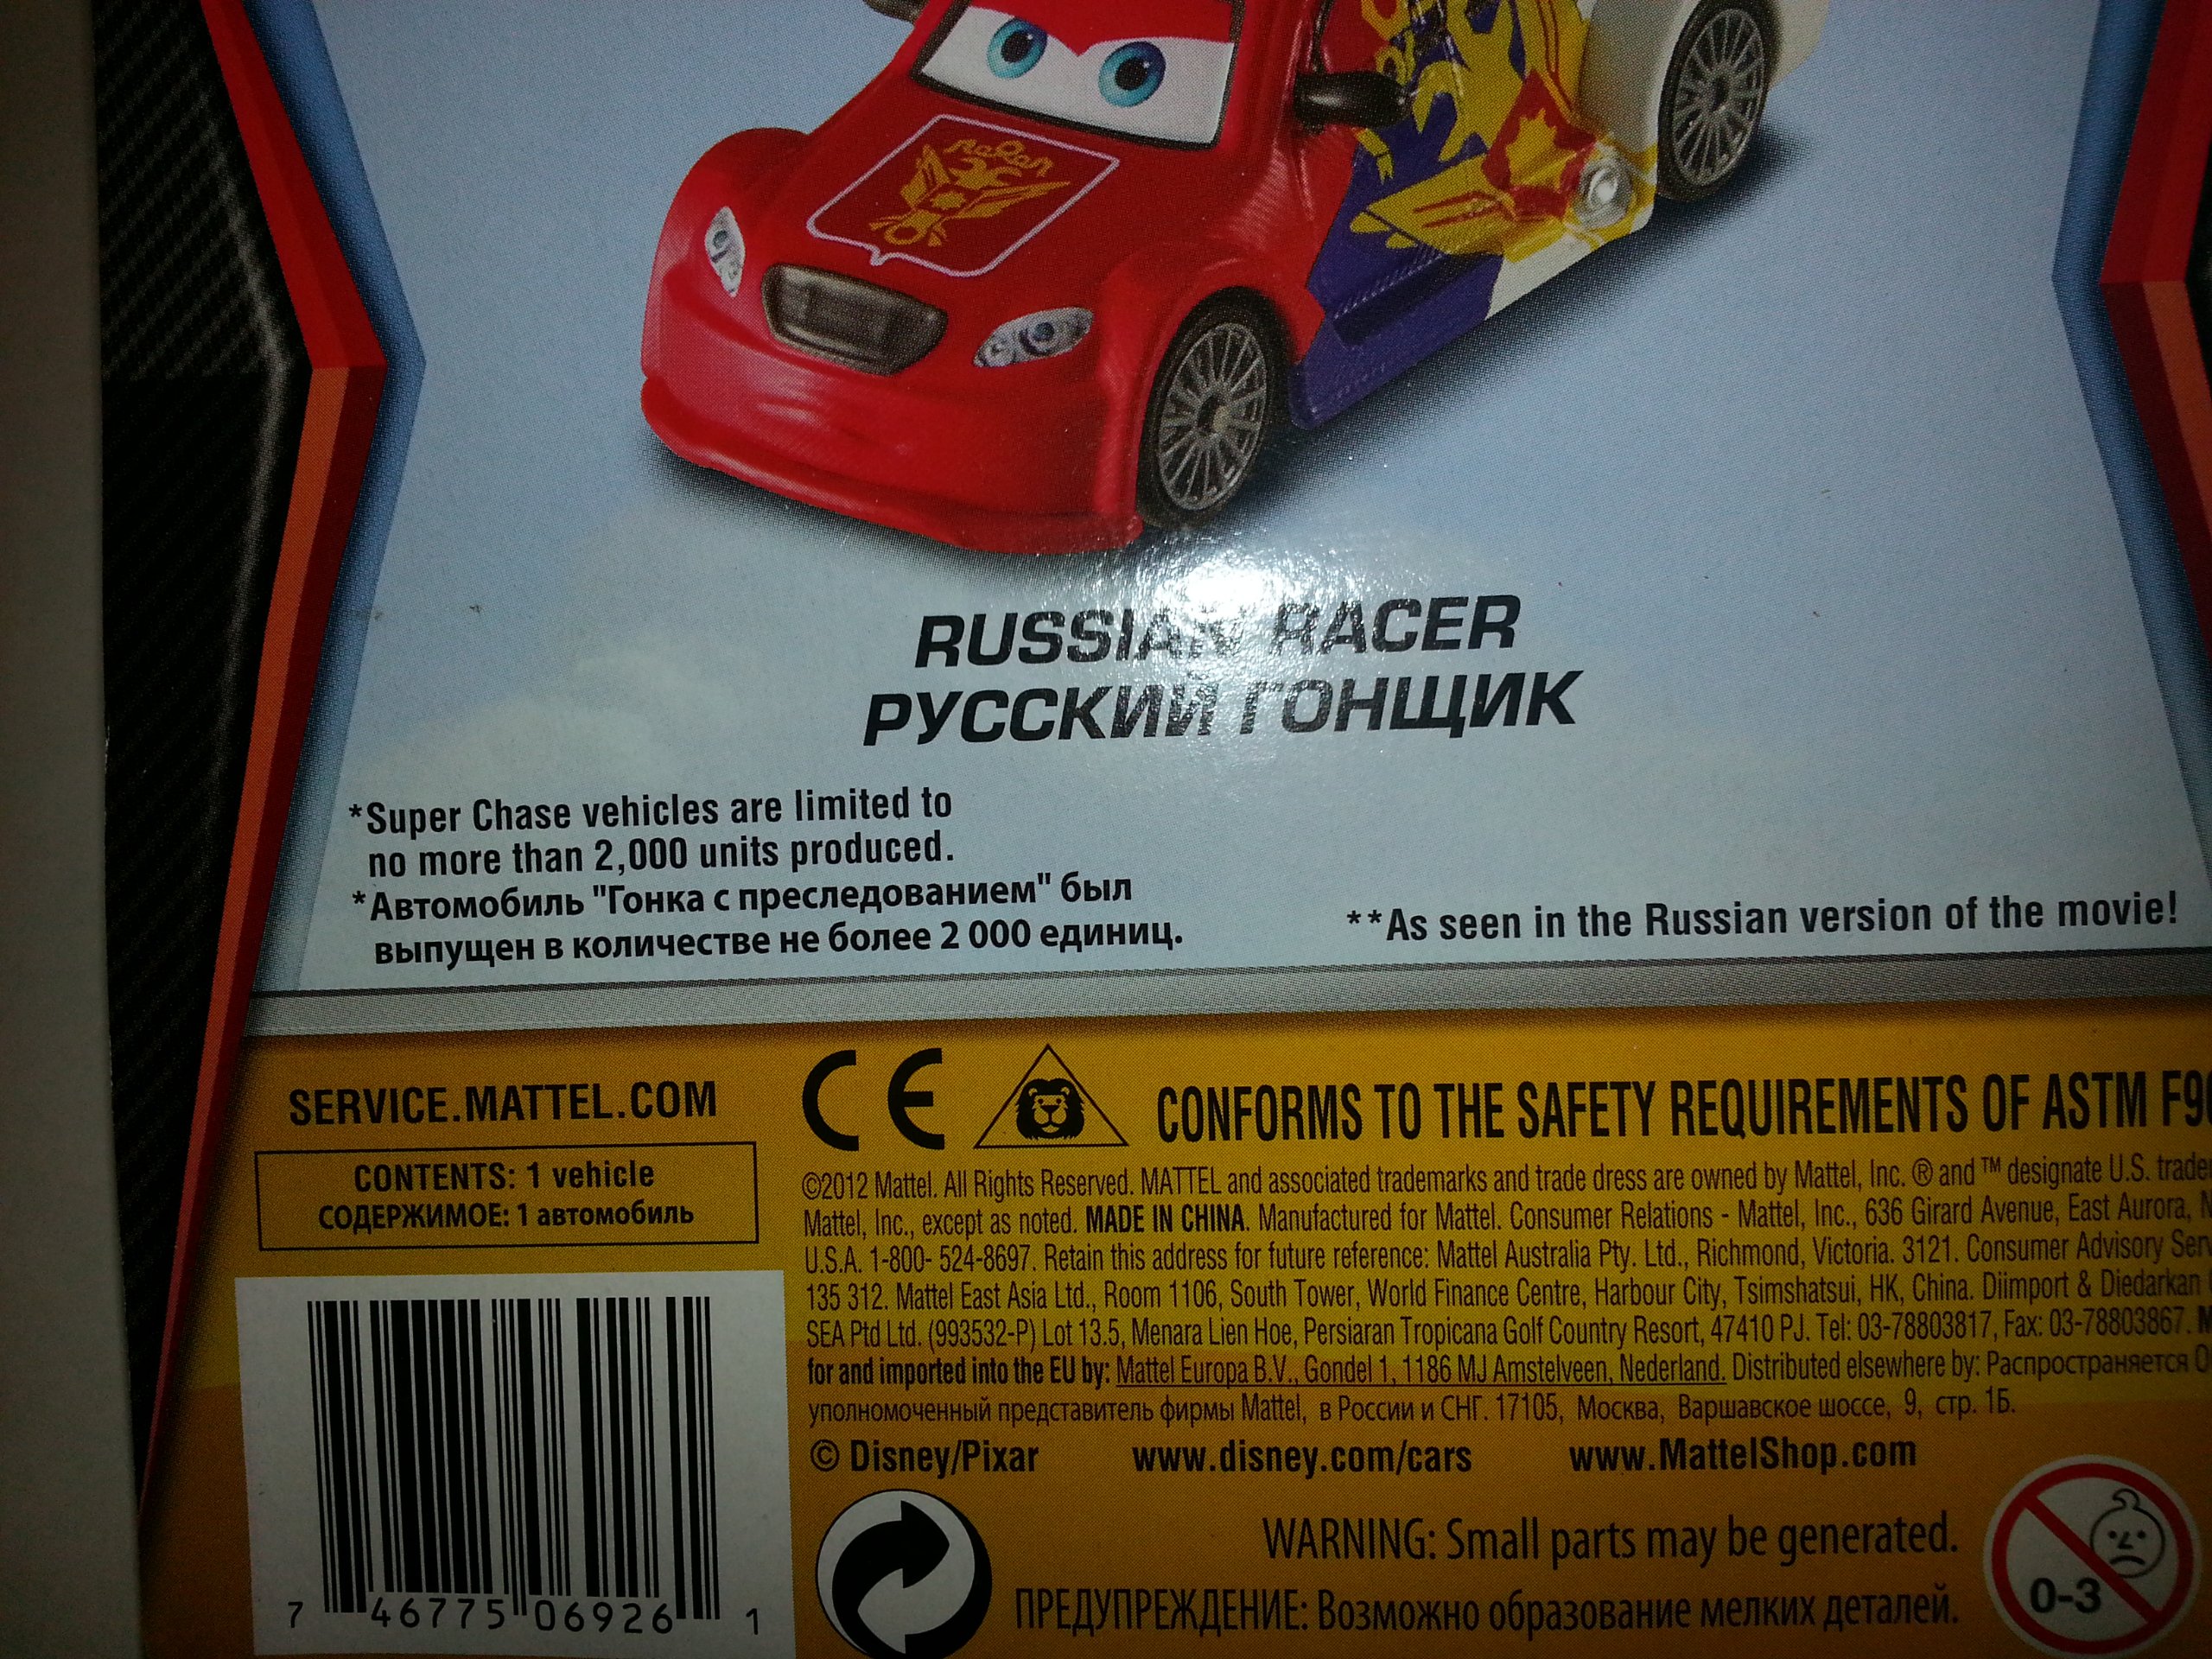 RUSSIAN RACER
РУССКИЙ ГОНЩИК
*Super Chase vehicles are limited to
no more than 2,000 units produced.
*Автомобиль "Гонка с преследованием" был
выпущен в количестве не более 2 000 единиц.
**As seen in the Russian version of the movie!
SERVICE.MATTEL.COM
CONTENTS: 1 vehicle
СОДЕРЖИМОЕ: 1 автомобиль
CE
CONFORMS TO THE SAFETY REQUIREMENTS OF ASTM
©2012 Mattel. All Rights Reserved. MATTEL and associated trademarks and trade dress are owned by Mattel, Inc. ® and ™ designate U.S.
Mattel, Inc., except as noted. MADE IN CHINA. Manufactured for Mattel. Consumer Relations - Mattel, Inc., 636 Girard Avenue, East Aurora,
U.S.A. 1-800- 524-8697. Retain this address for future reference: Mattel Australia Pty. Ltd., Richmond, Victoria. 3121. Consumer Advisory
135 312. Mattel East Asia Ltd., Room 1106, South Tower, World Finance Centre, Harbour City, Tsimshatsui, HK, China. Diimport & Diedarkan
SEA Ptd Ltd. (993532-P) Lot 13.5, Menara Lien Hoe, Persiaran Tropicana Golf Country Resort, 47410 PJ. Tel: 03-78803817, Fax: 03-78803867.
for and imported into the EU by: Mattel Europa B.V., Gondel 1, 1186 MJ Amstelveen, Nederland. Distributed elsewhere by: Распространяется
уполномоченный представитель фирмы Mattel, в России и СНГ. 17105, Москва, Варшавское шоссе, 9, стр. 1Б.
© Disney/Pixar www.disney.com/cars www.MattelShop.com
WARNING: Small parts may be generated.
ПРЕДУПРЕЖДЕНИЕ: Возможно образование мелких деталей.
0-3
7 46775 06926 1